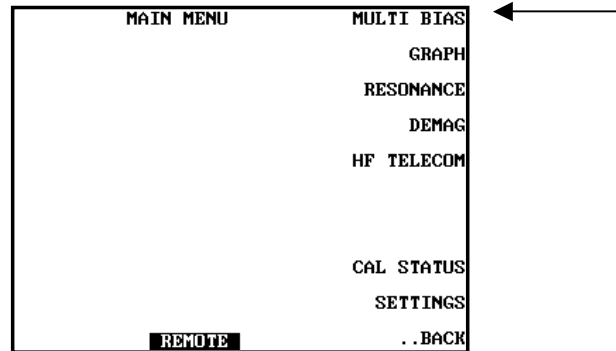 MAIN MENU MULTI BIAS
GRAPH
RESONANCE
DEMAG
HF TELECOM
CAL STATUS
SETTINGS
REMOTE ..BACK